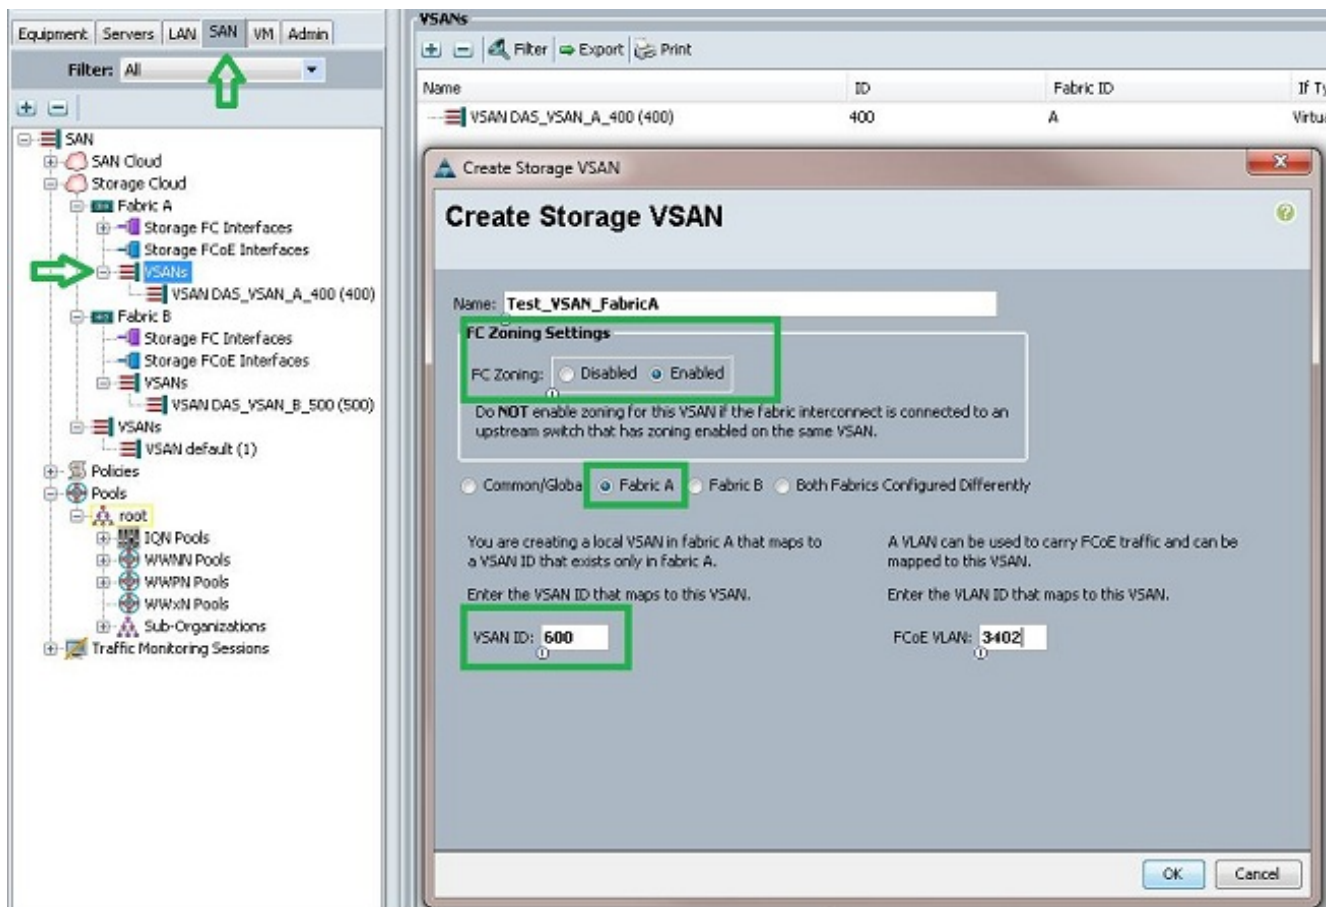 Equipment Servers LAN SAN VM Admin
Filter: All
SAN
SAN Cloud
Storage Cloud
Fabric A
Storage FC Interfaces
Storage FCoE Interfaces
VSANs
VSAN DAS_VSAN_A_400 (400)
Fabric B
Storage FC Interfaces
Storage FCoE Interfaces
VSANs
VSAN DAS_VSAN_B_500 (500)
VSANs
VSAN default (1)
Policies
Pools
root
IQN Pools
WWNN Pools
WWPN Pools
WWxN Pools
Sub-Organizations
Traffic Monitoring Sessions
VSANs
Filter Export Print
Name ID Fabric ID If Ty
VSAN DAS_VSAN_A_400 (400) 400 A Virtua
Create Storage VSAN
Create Storage VSAN
Name: Test_VSAN_FabricA
FC Zoning Settings
FC Zoning: Disabled Enabled
Do NOT enable zoning for this VSAN if the fabric interconnect is connected to an
upstream switch that has zoning enabled on the same VSAN.
Common/Global Fabric A Fabric B Both Fabrics Configured Differently
You are creating a local VSAN in fabric A that maps to
a VSAN ID that exists only in fabric A.
Enter the VSAN ID that maps to this VSAN.
VSAN ID: 600
A VLAN can be used to carry FCoE traffic and can be
mapped to this VSAN.
Enter the VLAN ID that maps to this VSAN.
FCoE VLAN: 3402
OK Cancel